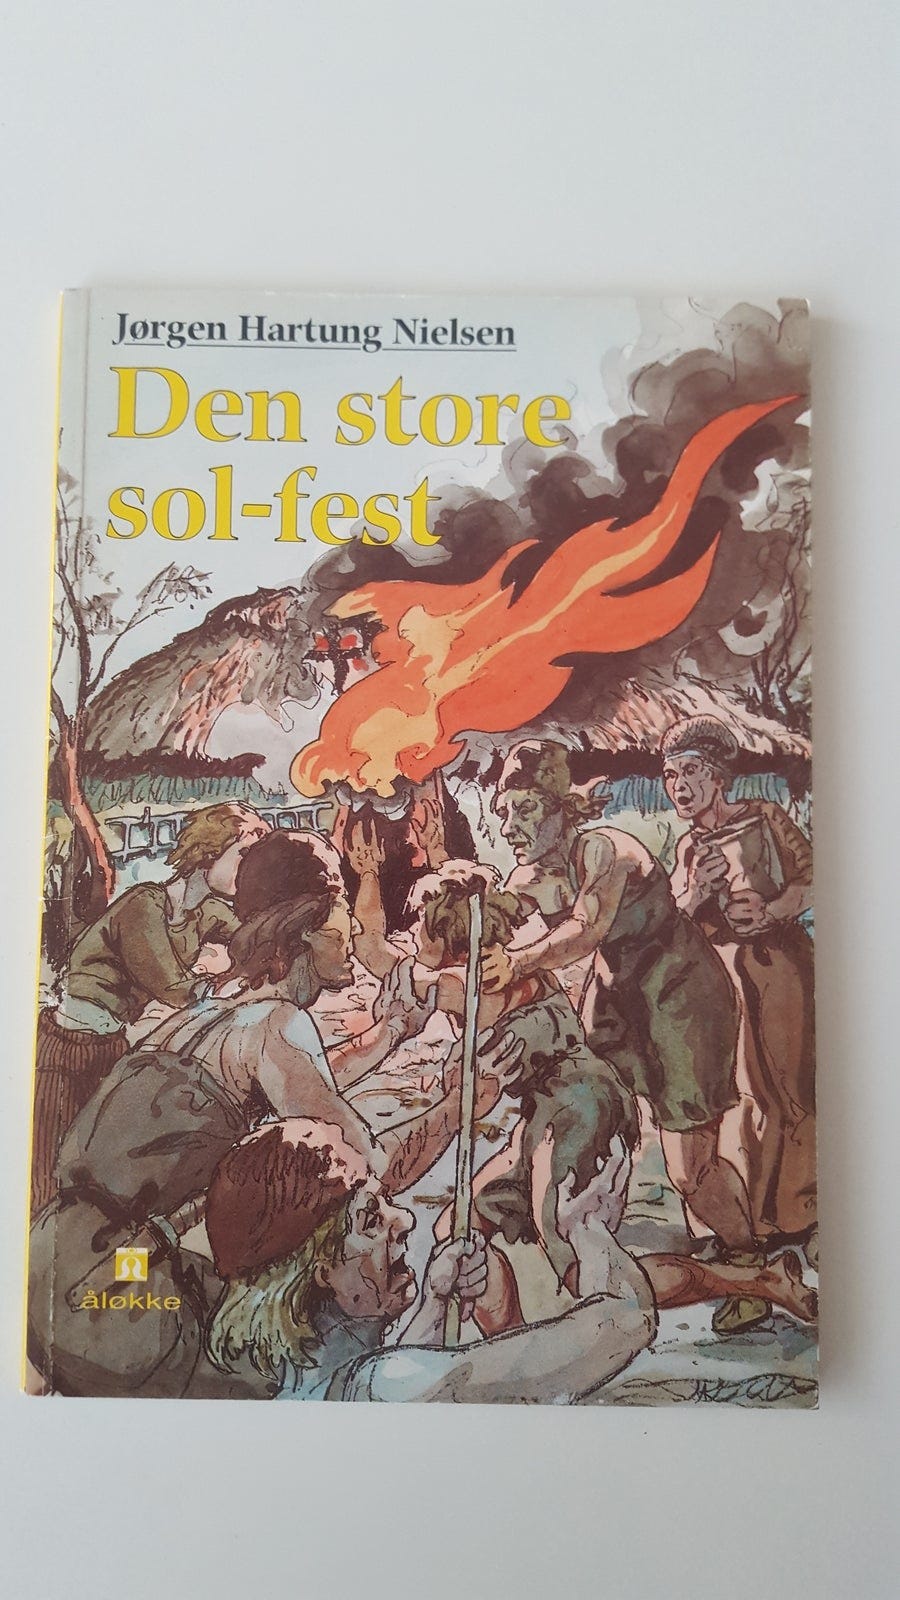 Jørgen Hartung Nielsen
Den store
sol-fest
åløkke